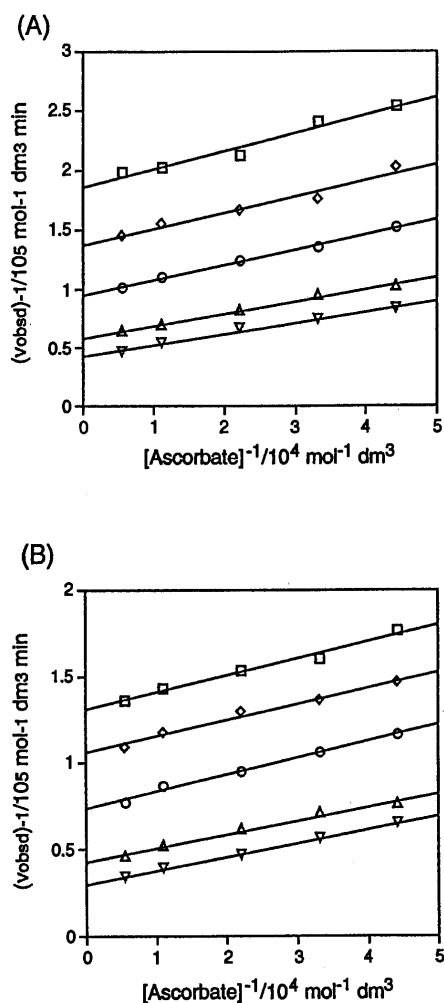 (A)
3
2.5
2
1.5
1
0.5
0
0 1 2 3 4 5
(vobsd)-1/105 mol-1 dm3 min
[Ascorbate]⁻¹/10⁴ mol⁻¹ dm³
(B)
2
1.5
1
0.5
0
0 1 2 3 4 5
(vobsd)-1/105 mol-1 dm3 min
[Ascorbate]⁻¹/10⁴ mol⁻¹ dm³